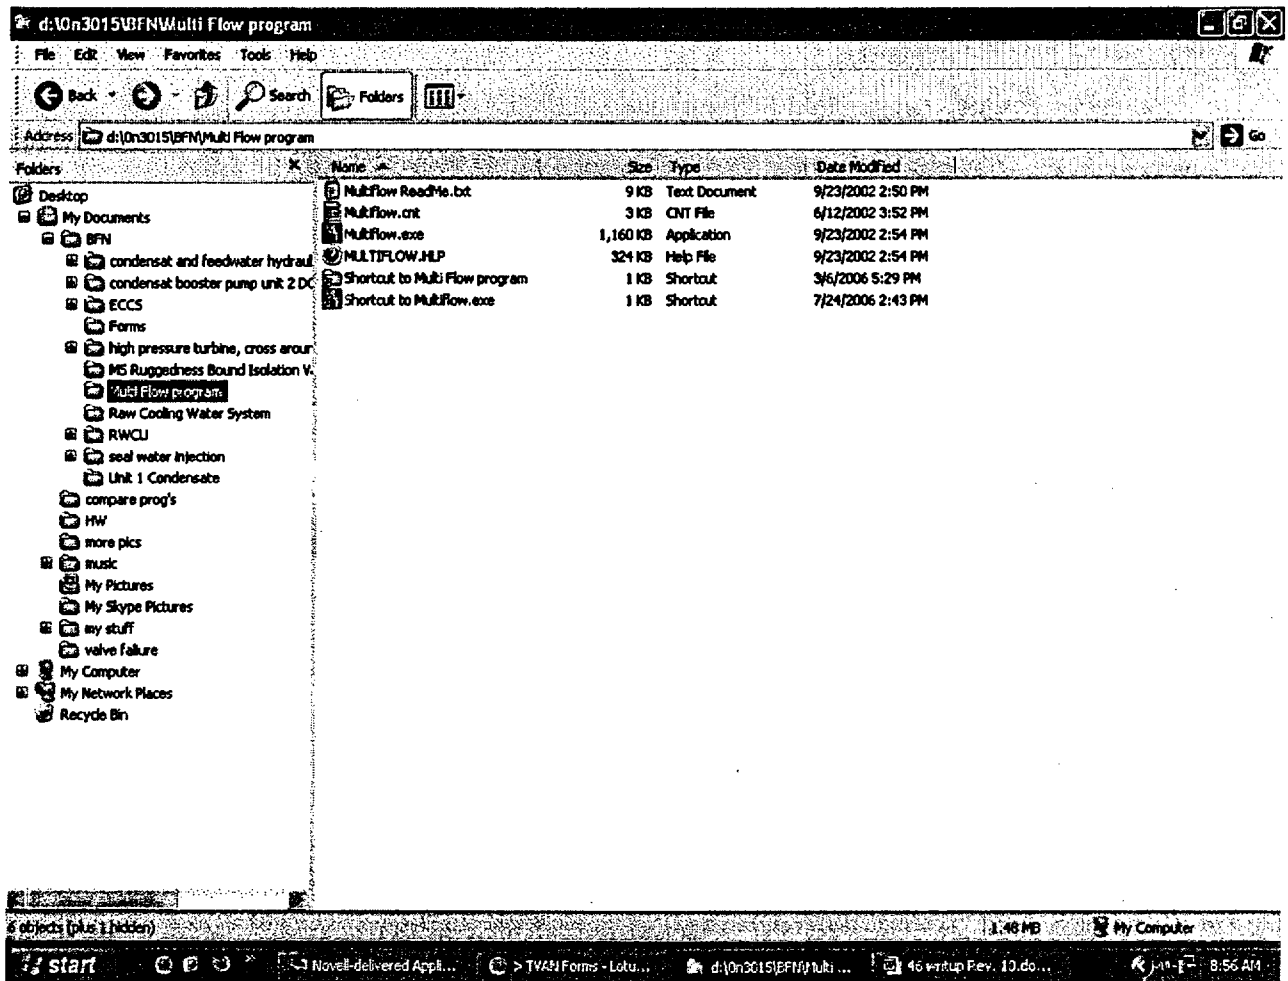 d:\0n3015\BFN\Multi Flow program
File Edit View Favorites Tools Help
Back Search Folders
Address d:\0n3015\BFN\Multi Flow program Go
Folders Name Size Type Date Modified
Desktop
My Documents
BFN
condensat and feedwater hydraul
condensat booster pump unit 2 DC
ECCS
Forms
high pressure turbine, cross aroun
MS Ruggedness Bound Isolation V
Multi Flow program
Raw Cooling Water System
RWCU
seal water injection
Unit 1 Condensate
compare prog's
HW
more pics
music
My Pictures
My Skype Pictures
my stuff
valve failure
My Computer
My Network Places
Recycle Bin
Multiflow ReadMe.txt 9 KB Text Document 9/23/2002 2:50 PM
Multiflow.cnt 3 KB CNT File 6/12/2002 3:52 PM
Multiflow.exe 1,160 KB Application 9/23/2002 2:54 PM
MULTIFLOW.HLP 324 KB Help File 9/23/2002 2:54 PM
Shortcut to Multi Flow program 1 KB Shortcut 3/6/2006 5:29 PM
Shortcut to Multiflow.exe 1 KB Shortcut 7/24/2006 2:43 PM
6 objects (plus 1 hidden) 1.48 MB My Computer
start Novell-delivered Appli... > TVAN Forms - Lotu... d:\0n3015\BFN\Multi ... 46 writup Rev. 10.do... 8:56 AM